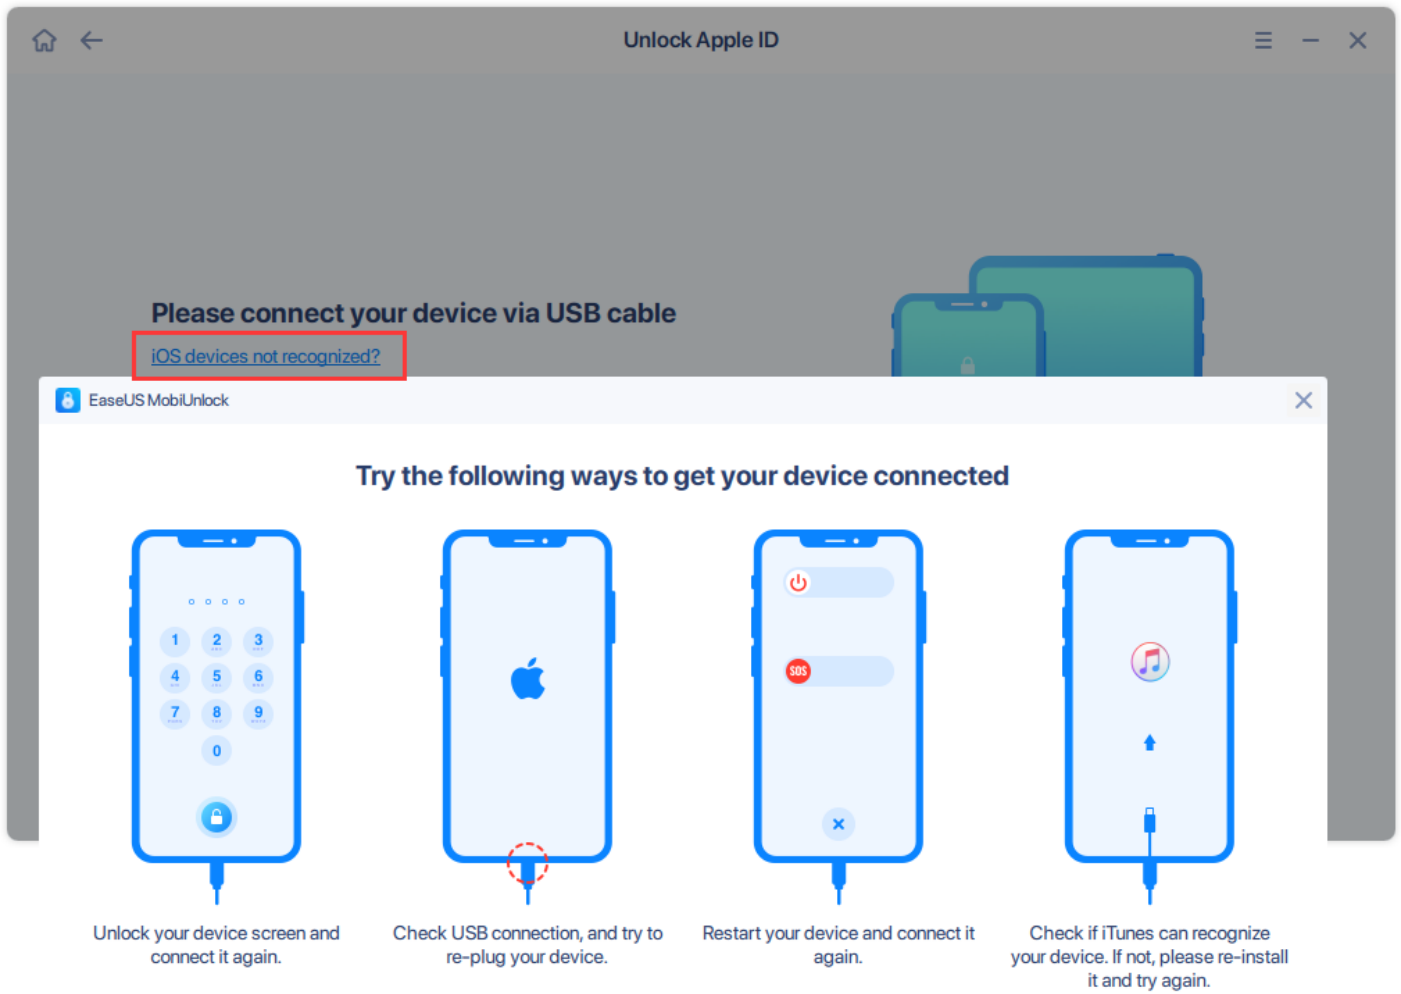 Unlock Apple ID
Please connect your device via USB cable
iOS devices not recognized?
EaseUS MobiUnlock
Try the following ways to get your device connected
1 2 3
4 5 6
7 8 9
0
SOS
Unlock your device screen and
connect it again.
Check USB connection, and try to
re-plug your device.
Restart your device and connect it
again.
Check if iTunes can recognize
your device. If not, please re-install
it and try again.